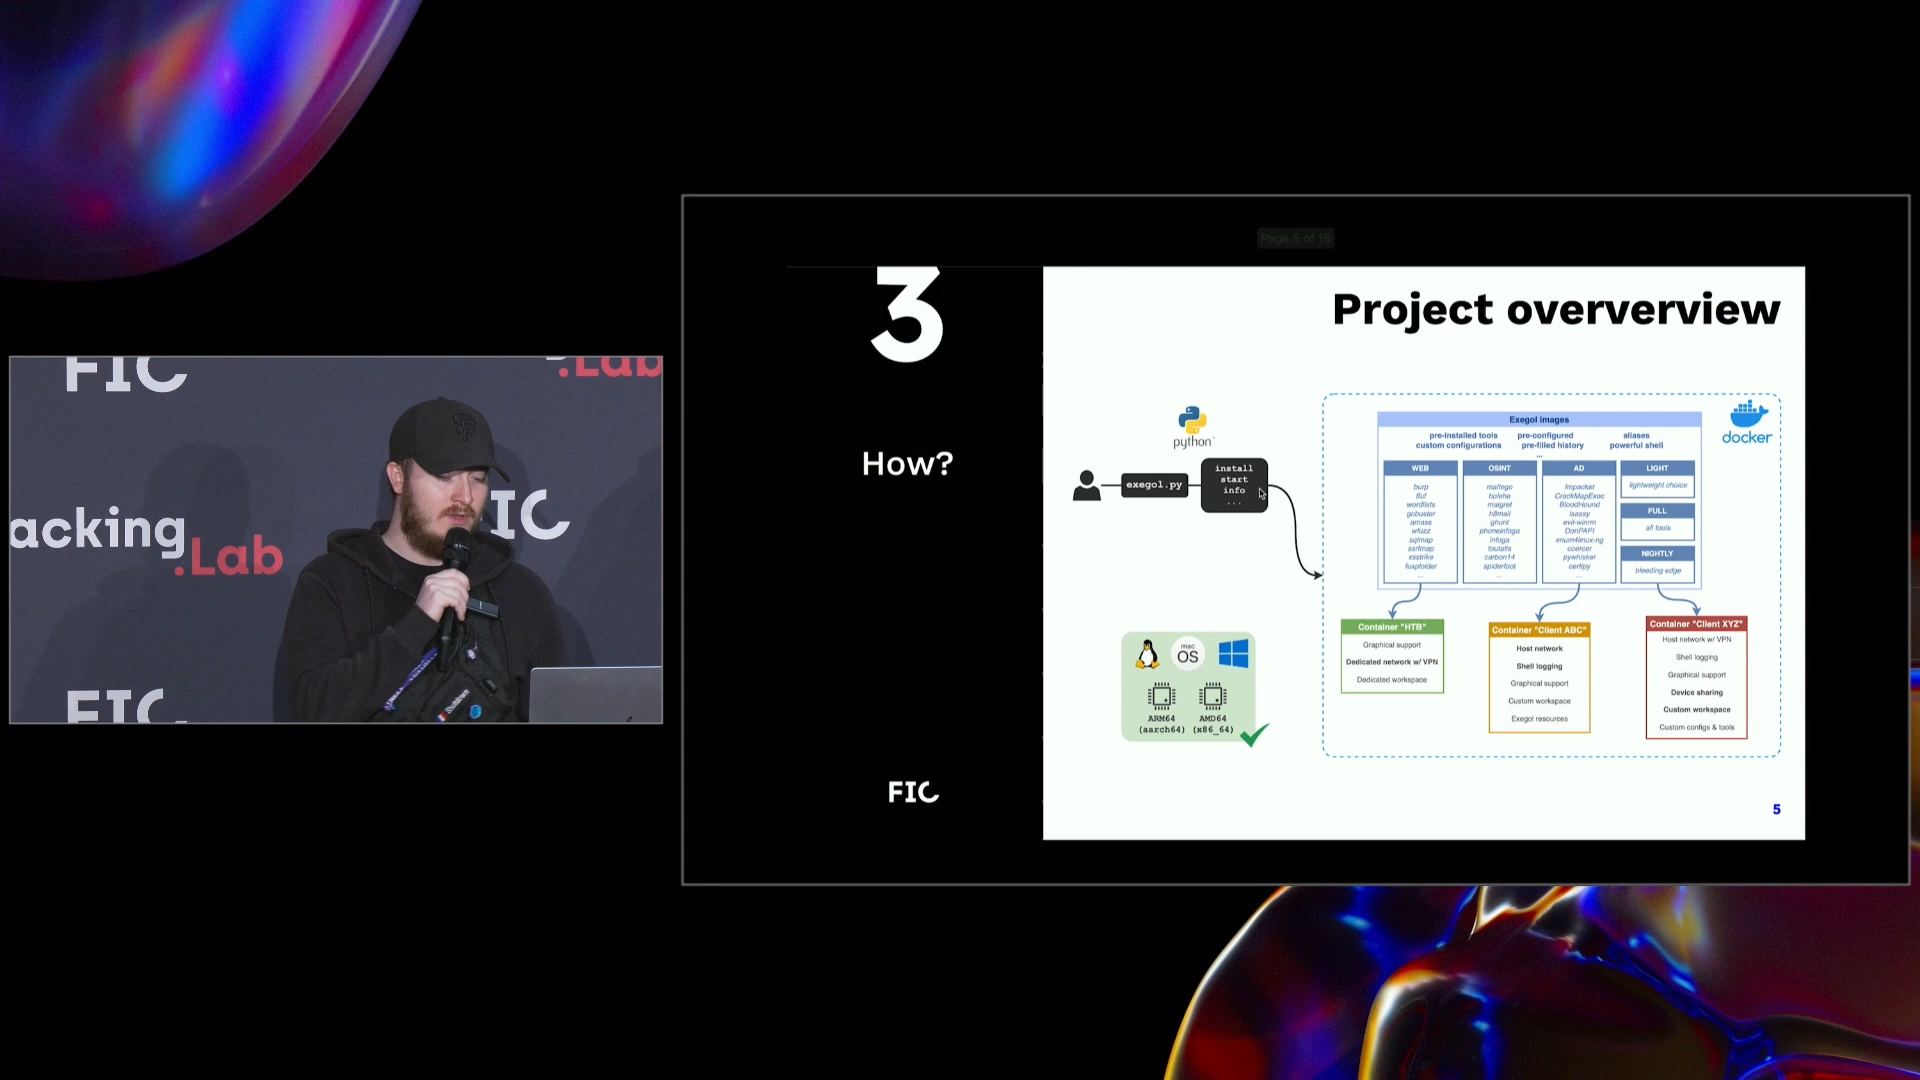 FIC
.Lab
acking
.Lab
IC
FIC
Page 5 of 15
3
How?
FIC
Project oververview
python
exegol.py
install
start
info
...
docker
Exegol images
pre-installed tools
custom configurations
pre-configured
pre-filled history
aliases
powerful shell
...
WEB
burp
ffuf
wordlists
gobuster
amass
wfuzz
sqlmap
ssrfmap
xsstrike
fuxploider
...
OSINT
maltego
holehe
maigret
h8mail
ghunt
phoneinfoga
infoga
toutatis
carbon14
spiderfoot
...
AD
Impacket
CrackMapExec
BloodHound
lsassy
evil-winrm
DonPAPI
enum4linux-ng
coercer
pywhisker
certipy
...
LIGHT
lightweight choice
FULL
all tools
NIGHTLY
bleeding edge
Container "HTB"
Graphical support
Dedicated network w/ VPN
Dedicated workspace
Container "Client ABC"
Host network
Shell logging
Graphical support
Custom workspace
Exegol resources
Container "Client XYZ"
Host network w/ VPN
Shell logging
Graphical support
Device sharing
Custom workspace
Custom configs & tools
mac
OS
ARM64
(aarch64)
AMD64
(x86_64)
5